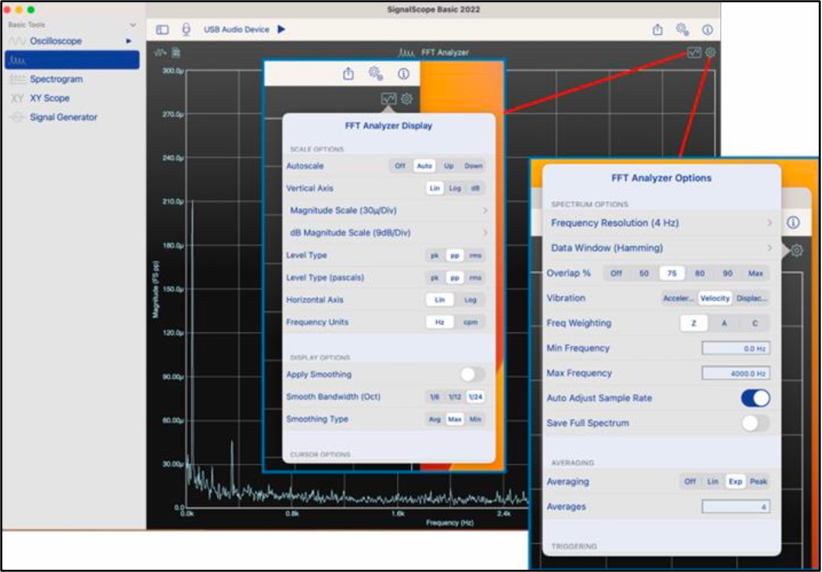 SignalScope Basic 2022
Basic Tools
Oscilloscope
Spectrogram
XY XY Scope
Signal Generator
USB Audio Device
FFT Analyzer
300.0µ
270.0µ
240.0µ
210.0µ
180.0µ
150.0µ
120.0µ
90.00µ
60.00µ
30.00µ
0.0
Magnitude (FS pp)
0.0k 0.8k 1.6k 2.4k
Frequency (Hz)
FFT Analyzer Display
SCALE OPTIONS
Autoscale Off Auto Up Down
Vertical Axis Lin Log dB
Magnitude Scale (30µ/Div)
dB Magnitude Scale (9dB/Div)
Level Type pk pp rms
Level Type (pascals) pk pp rms
Horizontal Axis Lin Log
Frequency Units Hz cpm
DISPLAY OPTIONS
Apply Smoothing
Smooth Bandwidth (Oct) 1/6 1/12 1/24
Smoothing Type Avg Max Min
CURSOR OPTIONS
FFT Analyzer Options
SPECTRUM OPTIONS
Frequency Resolution (4 Hz)
Data Window (Hamming)
Overlap % Off 50 75 80 90 Max
Vibration Acceler... Velocity Displac...
Freq Weighting Z A C
Min Frequency 0.0 Hz
Max Frequency 4000.0 Hz
Auto Adjust Sample Rate
Save Full Spectrum
AVERAGING
Averaging Off Lin Exp Peak
Averages 4
TRIGGERING